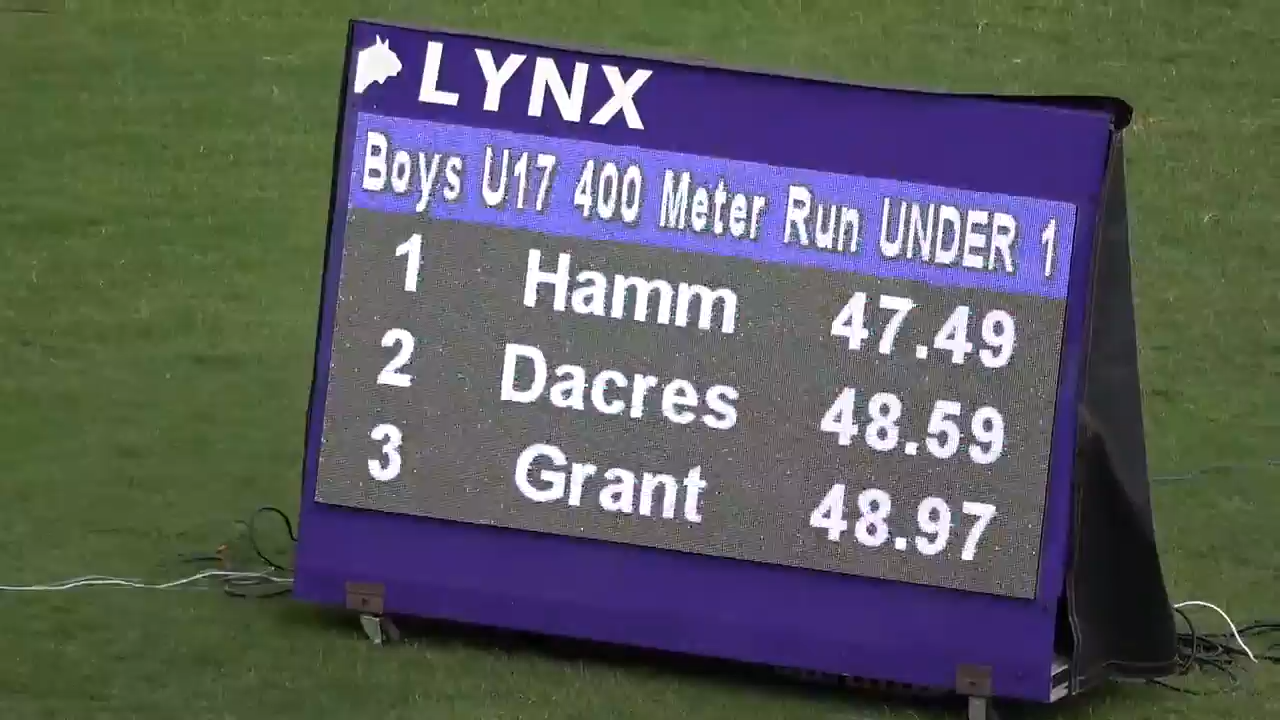 LYNX
Boys U17 400 Meter Run UNDER 1
1 Hamm 47.49
2 Dacres 48.59
3 Grant 48.97